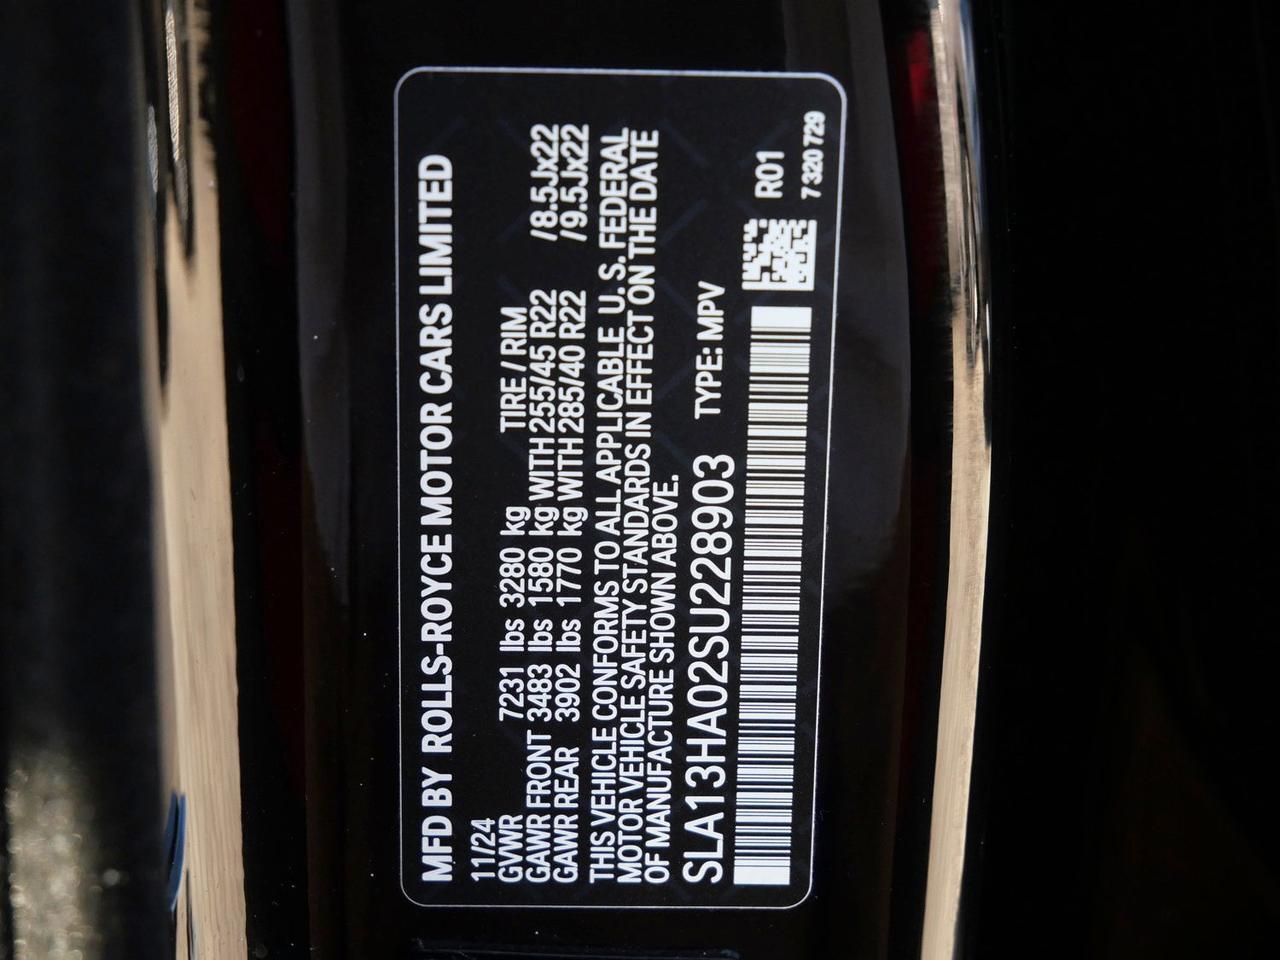 MFD BY ROLLS-ROYCE MOTOR CARS LIMITED
11/24
GVWR 7231 lbs 3280 kg TIRE / RIM
GAWR FRONT 3483 lbs 1580 kg WITH 255/45 R22 /8.5Jx22
GAWR REAR 3902 lbs 1770 kg WITH 285/40 R22 /9.5Jx22
THIS VEHICLE CONFORMS TO ALL APPLICABLE U.S. FEDERAL
MOTOR VEHICLE SAFETY STANDARDS IN EFFECT ON THE DATE
OF MANUFACTURE SHOWN ABOVE.
SLA13HA02SU228903 TYPE: MPV
R01
7 320 729